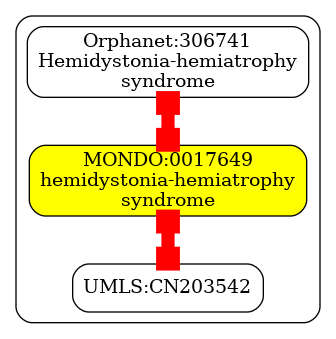 Orphanet:306741
Hemidystonia-hemiatrophy
syndrome
MONDO:0017649
hemidystonia-hemiatrophy
syndrome
UMLS:CN203542